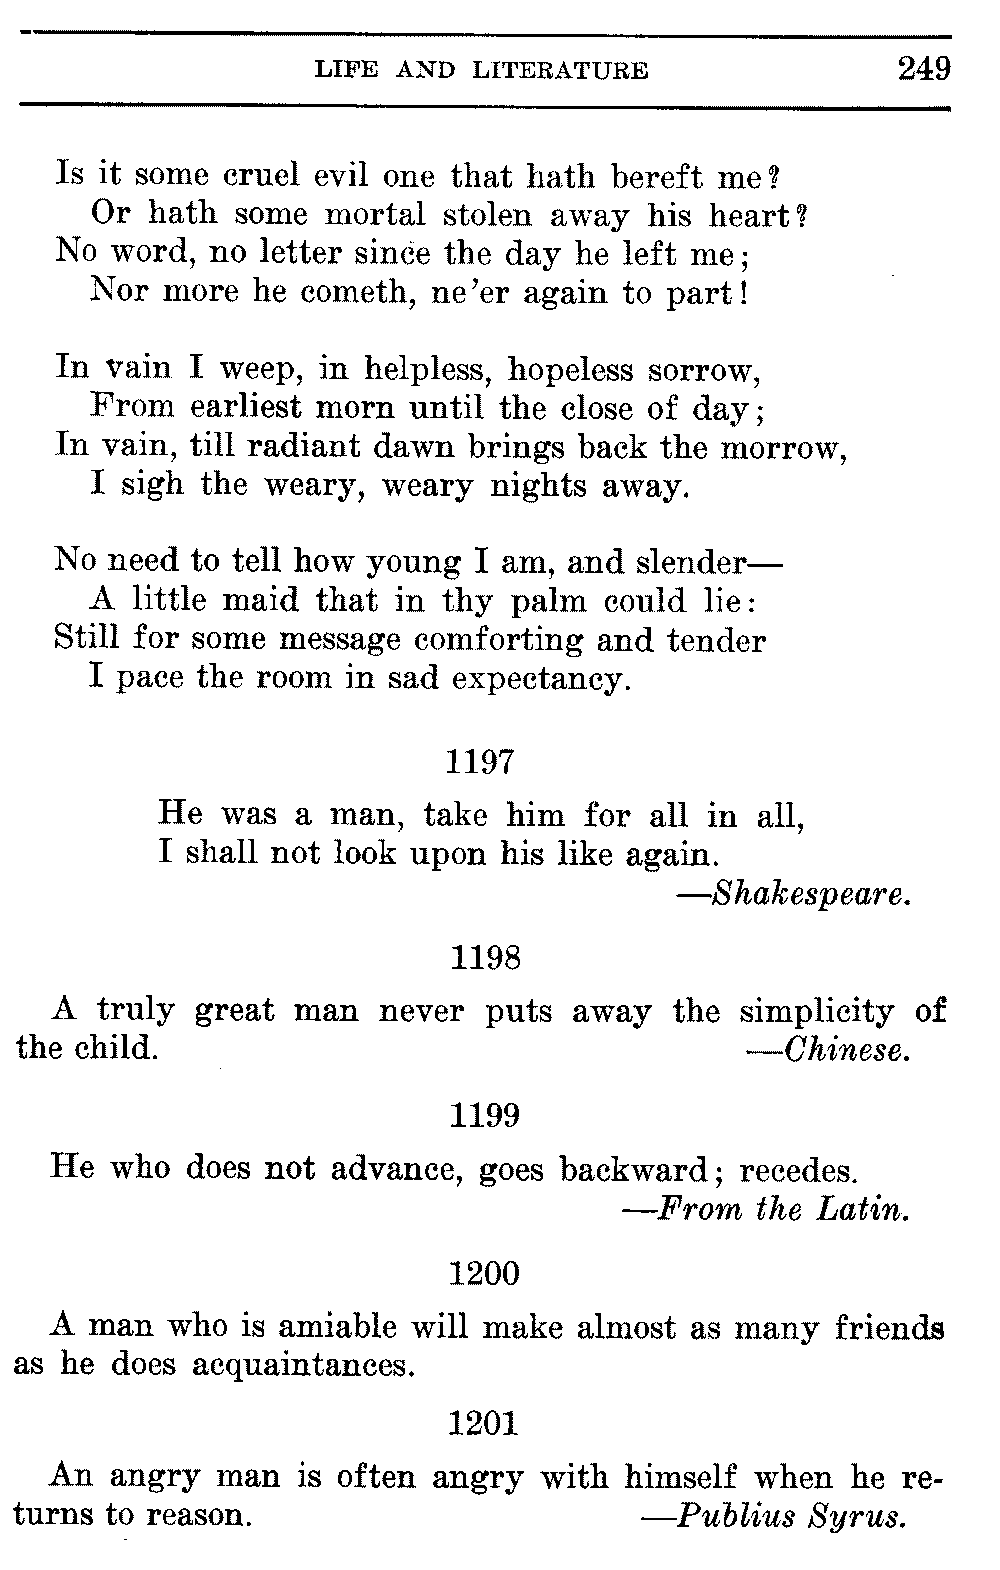 LIFE AND LITERATURE 249
Is it some cruel evil one that hath bereft me?
Or hath some mortal stolen away his heart?
No word, no letter since the day he left me;
Nor more he cometh, ne'er again to part!
In vain I weep, in helpless, hopeless sorrow,
From earliest morn until the close of day;
In vain, till radiant dawn brings back the morrow,
I sigh the weary, weary nights away.
No need to tell how young I am, and slender—
A little maid that in thy palm could lie:
Still for some message comforting and tender
I pace the room in sad expectancy.
1197
He was a man, take him for all in all,
I shall not look upon his like again.
—Shakespeare.
1198
A truly great man never puts away the simplicity of
the child. —Chinese.
1199
He who does not advance, goes backward; recedes.
—From the Latin.
1200
A man who is amiable will make almost as many friends
as he does acquaintances.
1201
An angry man is often angry with himself when he re-
turns to reason. —Publius Syrus.